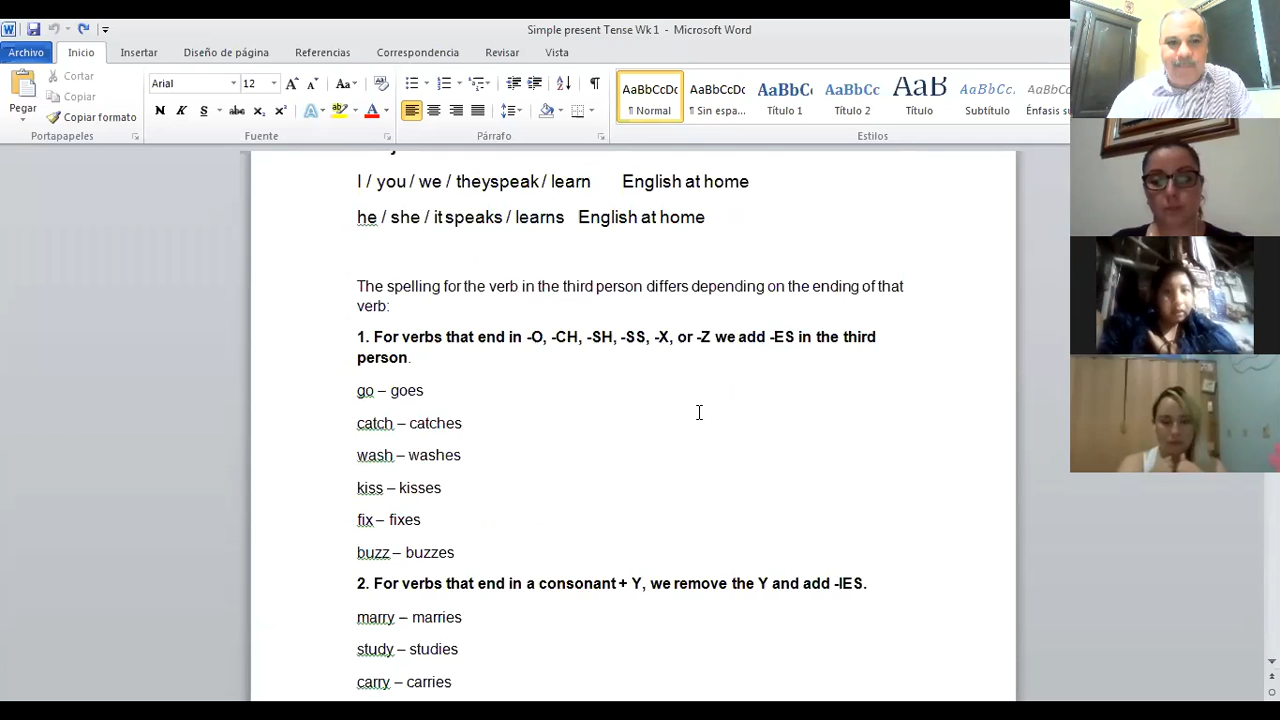 Simple present Tense Wk 1 - Microsoft Word
Archivo Inicio Insertar Diseño de página Referencias Correspondencia Revisar Vista
Cortar
Copiar
Copiar formato
Pegar
Portapapeles
Arial 12
Fuente
Párrafo
AaBbCcDc AaBbCcDc AaBbC AaBbCc AaB AaBbCc. AaBbCc
¶ Normal ¶ Sin espa... Título 1 Título 2 Título Subtítulo Énfasis su
Estilos
I / you / we / theyspeak / learn English at home
he / she / it speaks / learns English at home
The spelling for the verb in the third person differs depending on the ending of that
verb:
1. For verbs that end in -O, -CH, -SH, -SS, -X, or -Z we add -ES in the third
person.
go – goes
catch – catches
wash – washes
kiss – kisses
fix – fixes
buzz – buzzes
2. For verbs that end in a consonant + Y, we remove the Y and add -IES.
marry – marries
study – studies
carry – carries